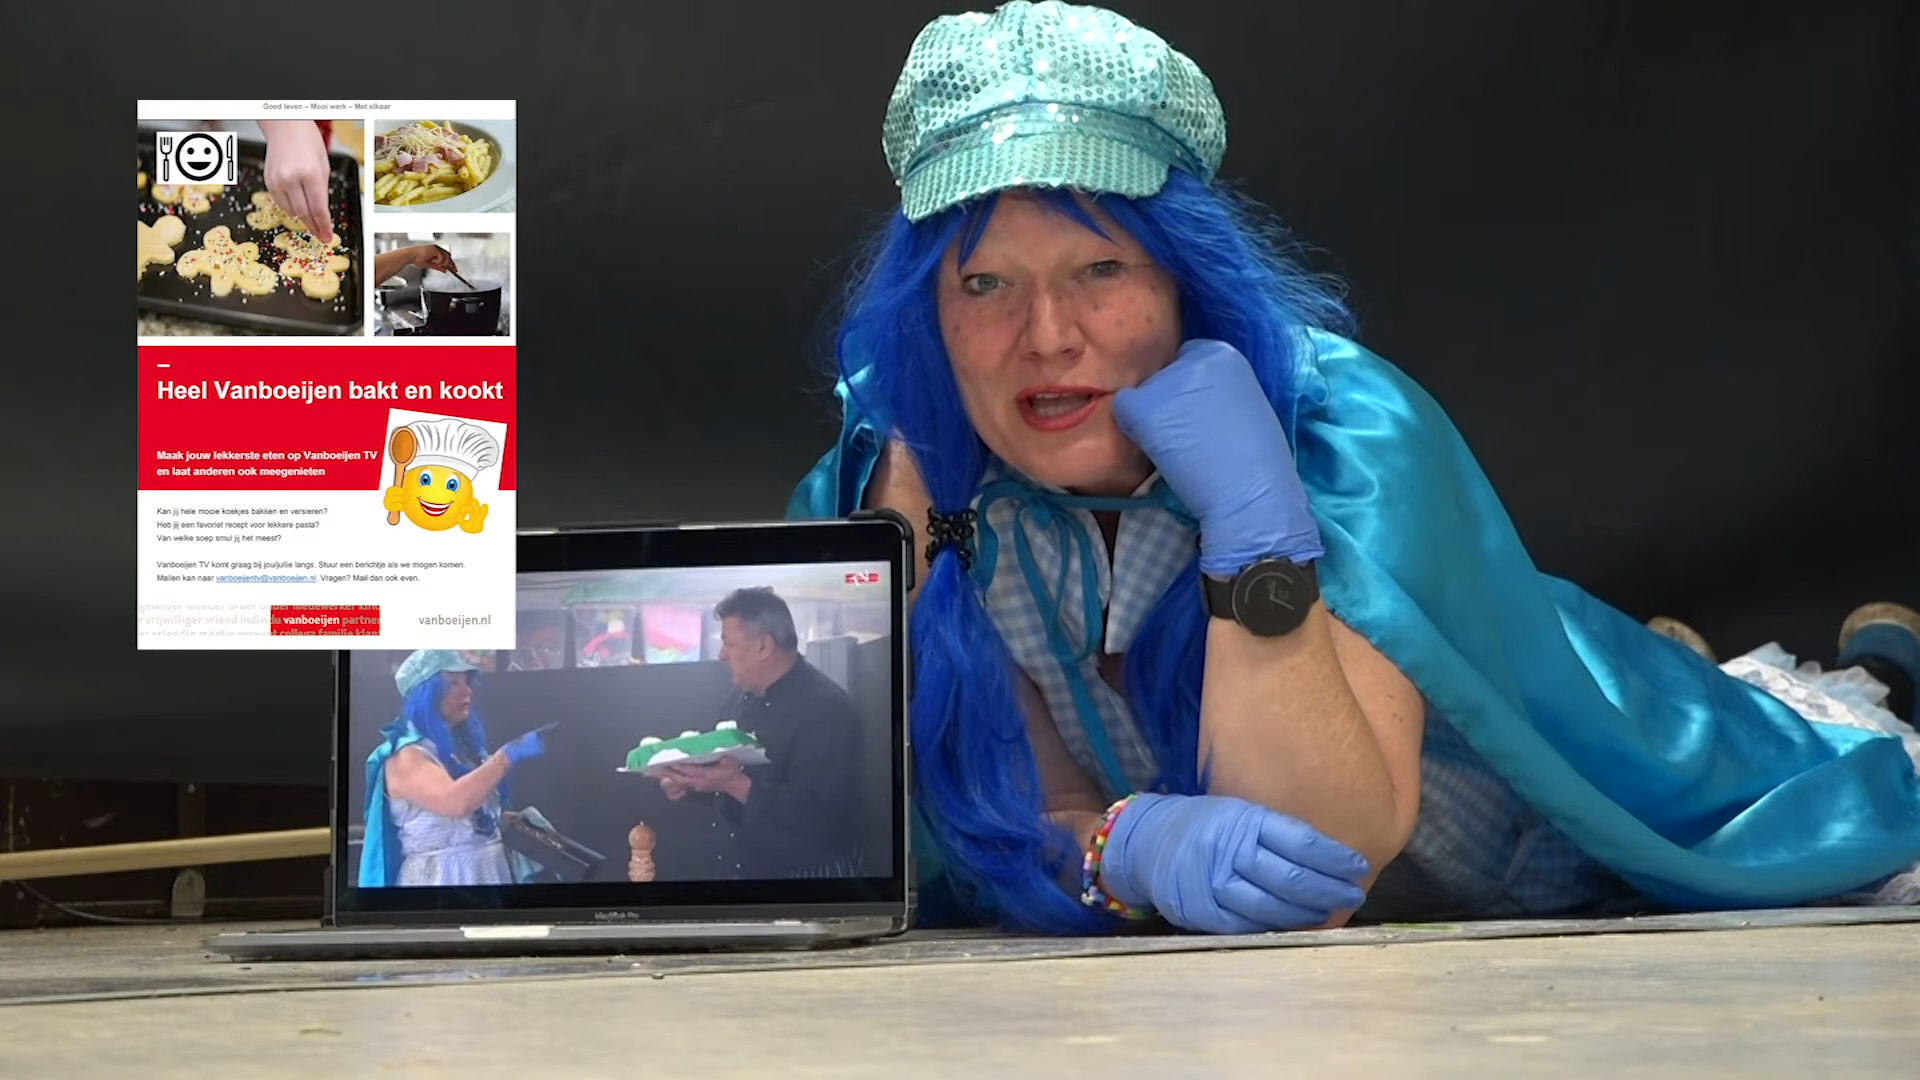 Goed leven – Mooi werk – Met elkaar
Heel Vanboeijen bakt en kookt
Maak jouw lekkerste eten op Vanboeijen TV
en laat anderen ook meegenieten
Kan jij hele mooie koekjes bakken en versieren?
Heb jij een favoriet recept voor lekkere pasta?
Van welke soep smul jij het meest?
Vanboeijen TV komt graag bij jou/jullie langs. Stuur een berichtje als we mogen komen.
Mailen kan naar vanboeijentv@vanboeijen.nl. Vragen? Mail dan ook even.
r vrijwilliger vriend individu vanboeijen partner
vanboeijen.nl
MacBook Pro